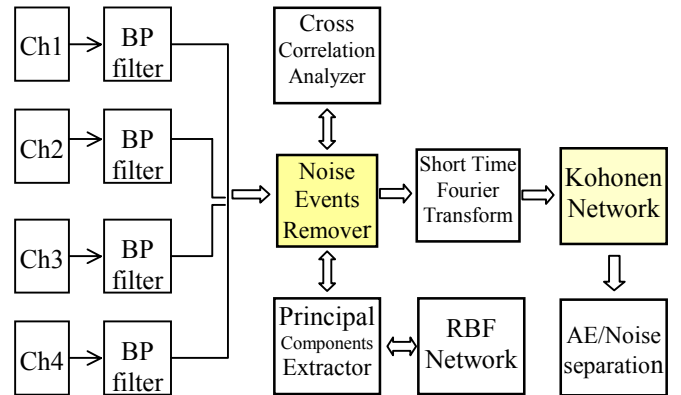 Ch1
BP
filter
Ch2
BP
filter
Ch3
BP
filter
Ch4
BP
filter
Cross
Correlation
Analyzer
Noise
Events
Remover
Short Time
Fourier
Transform
Kohonen
Network
Principal
Components
Extractor
RBF
Network
AE/Noise
separation